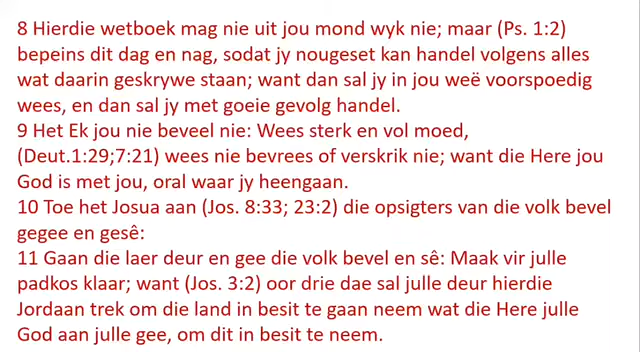 8 Hierdie wetboek mag nie uit jou mond wyk nie; maar (Ps. 1:2)
bepeins dit dag en nag, sodat jy nougeset kan handel volgens alles
wat daarin geskrywe staan; want dan sal jy in jou weë voorspoedig
wees, en dan sal jy met goeie gevolg handel.
9 Het Ek jou nie beveel nie: Wees sterk en vol moed,
(Deut.1:29;7:21) wees nie bevrees of verskrik nie; want die Here jou
God is met jou, oral waar jy heengaan.
10 Toe het Josua aan (Jos. 8:33; 23:2) die opsigters van die volk bevel
gegee en gesê:
11 Gaan die laer deur en gee die volk bevel en sê: Maak vir julle
padkos klaar; want (Jos. 3:2) oor drie dae sal julle deur hierdie
Jordaan trek om die land in besit te gaan neem wat die Here julle
God aan julle gee, om dit in besit te neem.